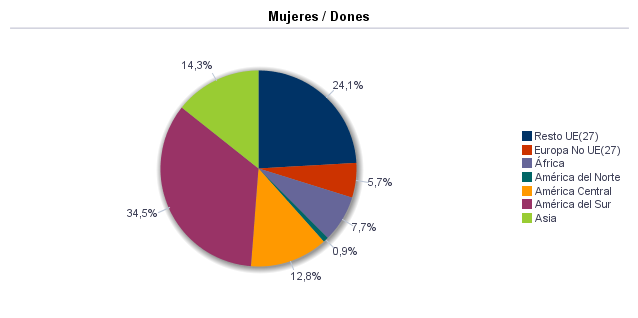 Mujeres / Dones
14,3%
24,1%
5,7%
7,7%
0,9%
12,8%
34,5%
Resto UE(27)
Europa No UE(27)
África
América del Norte
América Central
América del Sur
Asia